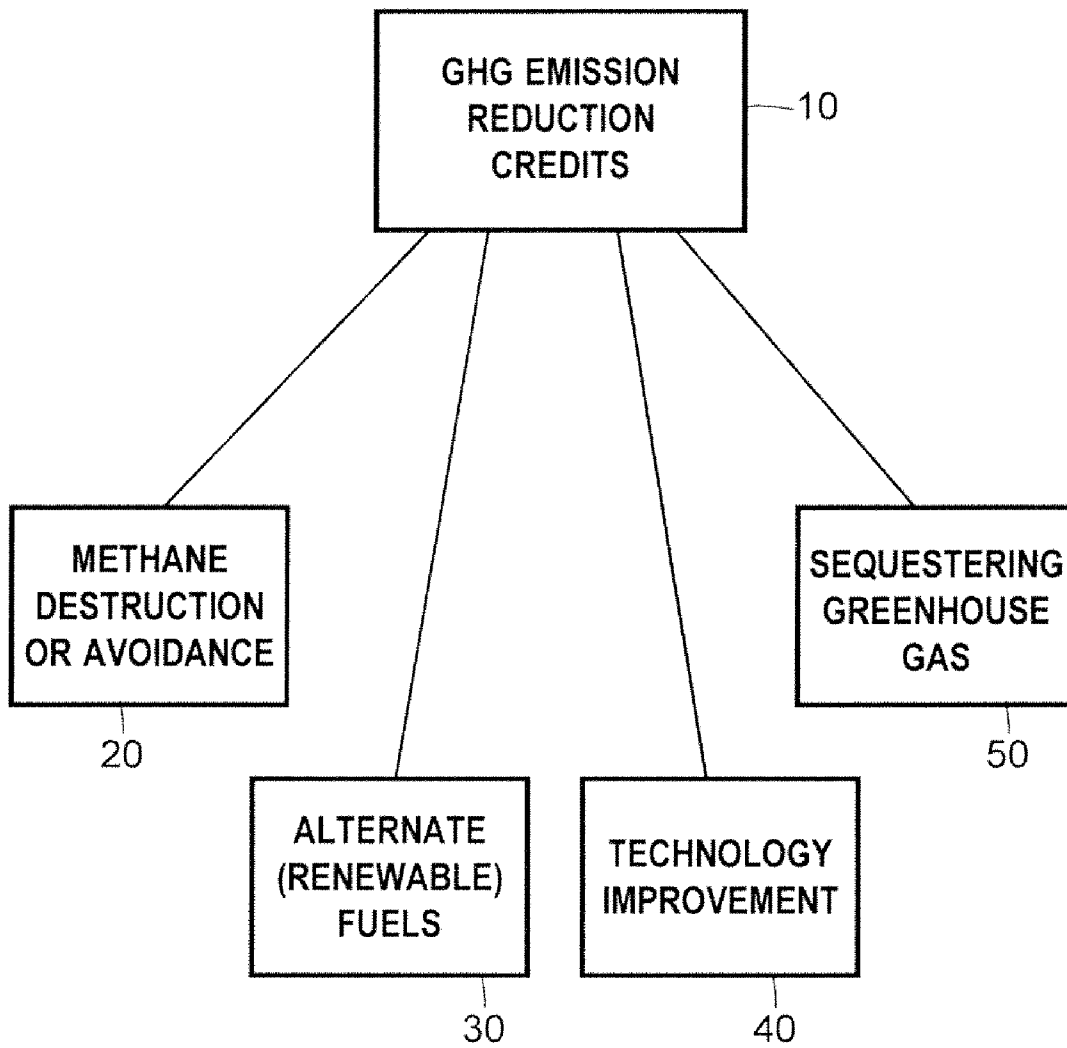 GHG EMISSION
REDUCTION
CREDITS
10
METHANE
DESTRUCTION
OR AVOIDANCE
20
SEQUESTERING
GREENHOUSE
GAS
50
ALTERNATE
(RENEWABLE)
FUELS
30
TECHNOLOGY
IMPROVEMENT
40